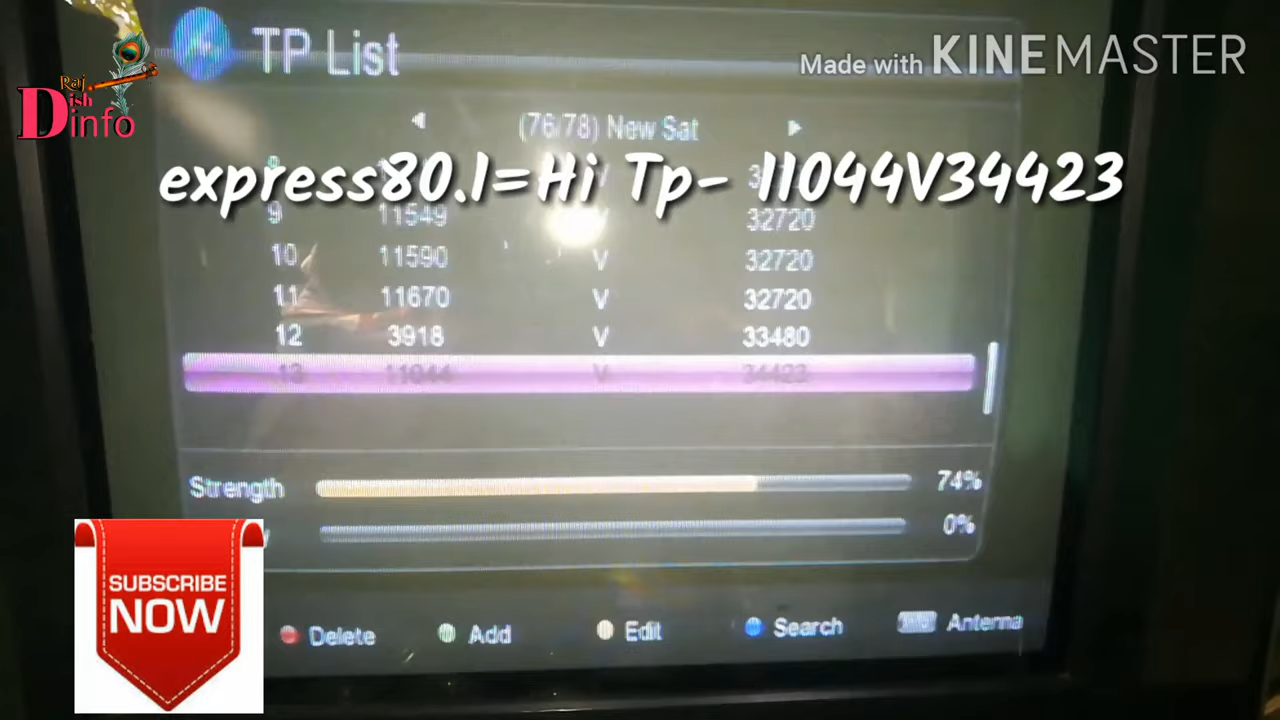 TP List
Made with KINEMASTER
Raj
Dish
info
(76/78) New Sat
express80.1=Hi Tp- 11044V34423
9 11549 V 32720
10 11590 V 32720
11 11670 V 32720
12 3918 V 33480
13 11044 V 34423
Strength 74%
0%
SUBSCRIBE
NOW
Delete Add Edit Search Antenna